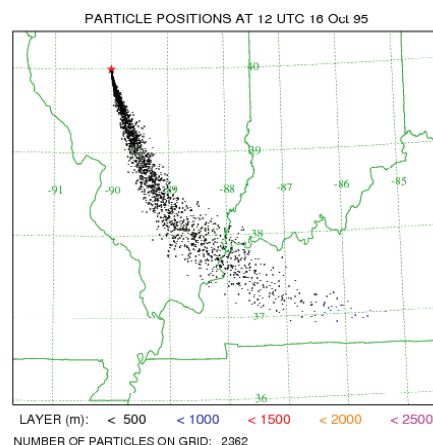 PARTICLE POSITIONS AT 12 UTC 16 Oct 95
40
39
-91 -90 -89 -88 -87 -86 -85
38
37
36
LAYER (m): < 500 < 1000 < 1500 < 2000 < 2500
NUMBER OF PARTICLES ON GRID: 2362